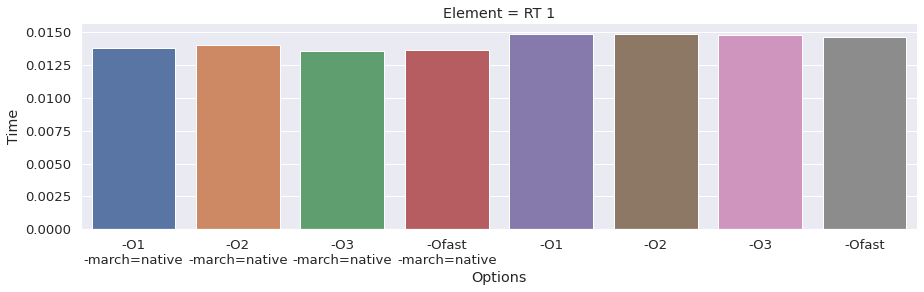 Element = RT 1
0.0150
0.0125
0.0100
0.0075
0.0050
0.0025
0.0000
Time
-O1
-march=native
-O2
-march=native
-O3
-march=native
-Ofast
-march=native
-O1
-O2
-O3
-Ofast
Options